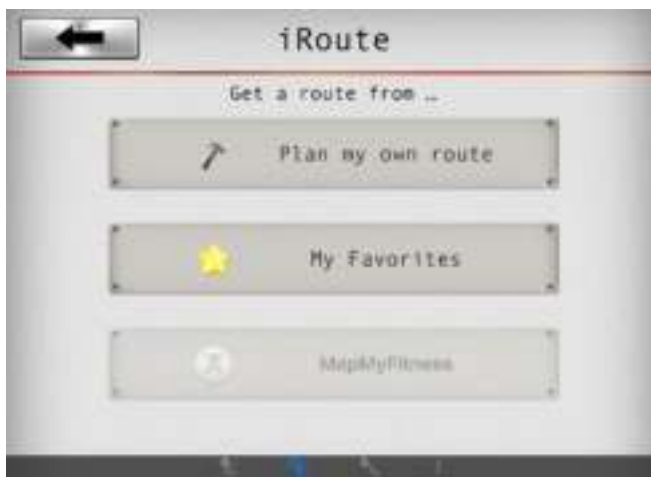 iRoute
Get a route from …
Plan my own route
My Favorites
MapMyFitness